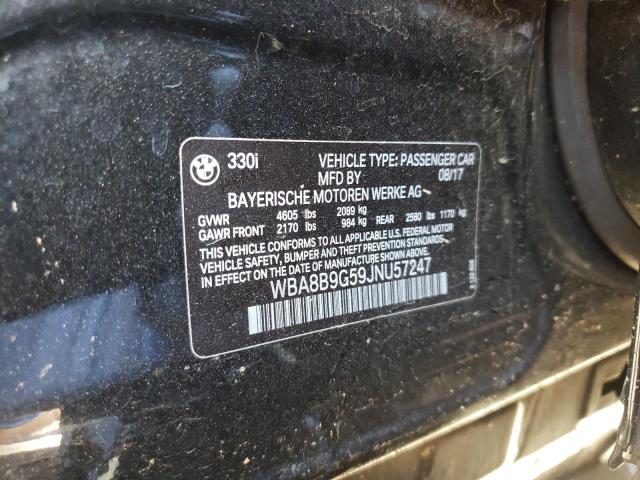 BMW
330i VEHICLE TYPE: PASSENGER CAR
MFD BY 08/17
BAYERISCHE MOTOREN WERKE AG
GVWR 4605 lbs 2089 kg
GAWR FRONT 2170 lbs 984 kg REAR 2580 lbs 1170 kg
THIS VEHICLE CONFORMS TO ALL APPLICABLE U.S. FEDERAL MOTOR
VEHICLE SAFETY, BUMPER AND THEFT PREVENTION STANDARDS
IN EFFECT ON THE DATE OF MANUFACTURE SHOWN ABOVE.
WBA8B9G59JNU57247